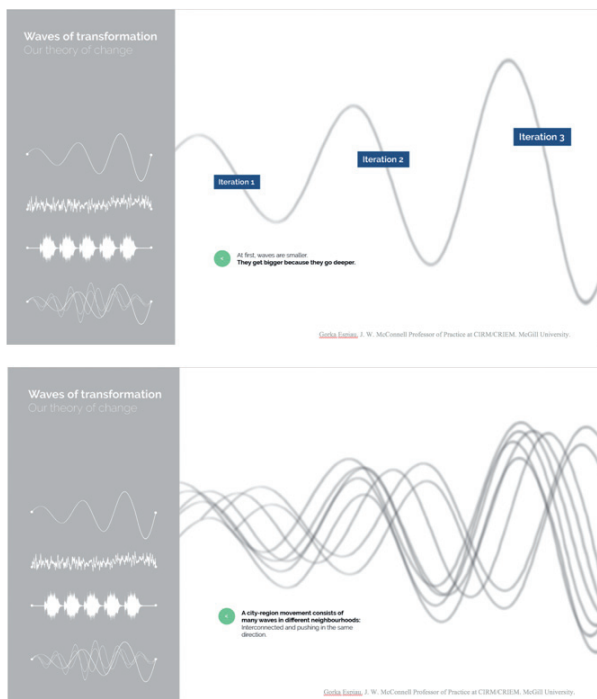 Waves of transformation
Our theory of change
Iteration 1
Iteration 2
Iteration 3
At first, waves are smaller.
They get bigger because they go deeper.
Gorka Espiau, J. W. McConnell Professor of Practice at CIRM/CRIEM. McGill University.
Waves of transformation
Our theory of change
A city-region movement consists of
many waves in different neighbourhoods:
Interconnected and pushing in the same
direction.
Gorka Espiau, J. W. McConnell Professor of Practice at CIRM/CRIEM. McGill University.